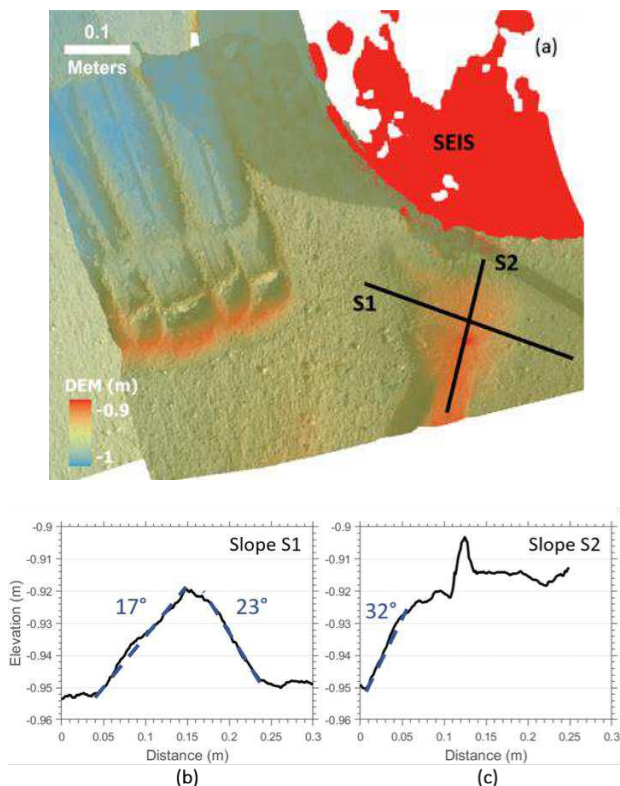 0.1
Meters
(a)
SEIS
S2
S1
DEM (m)
-0.9
-1
-0.9
-0.91
-0.92
-0.93
-0.94
-0.95
-0.96
Elevation (m)
Slope S1
17°
23°
0
0.05
0.1
0.15
0.2
0.25
0.3
Distance (m)
(b)
-0.9
-0.91
-0.92
-0.93
-0.94
-0.95
-0.96
Slope S2
32°
0
0.05
0.10
0.15
0.20
0.25
0.3
Distance (m)
(c)